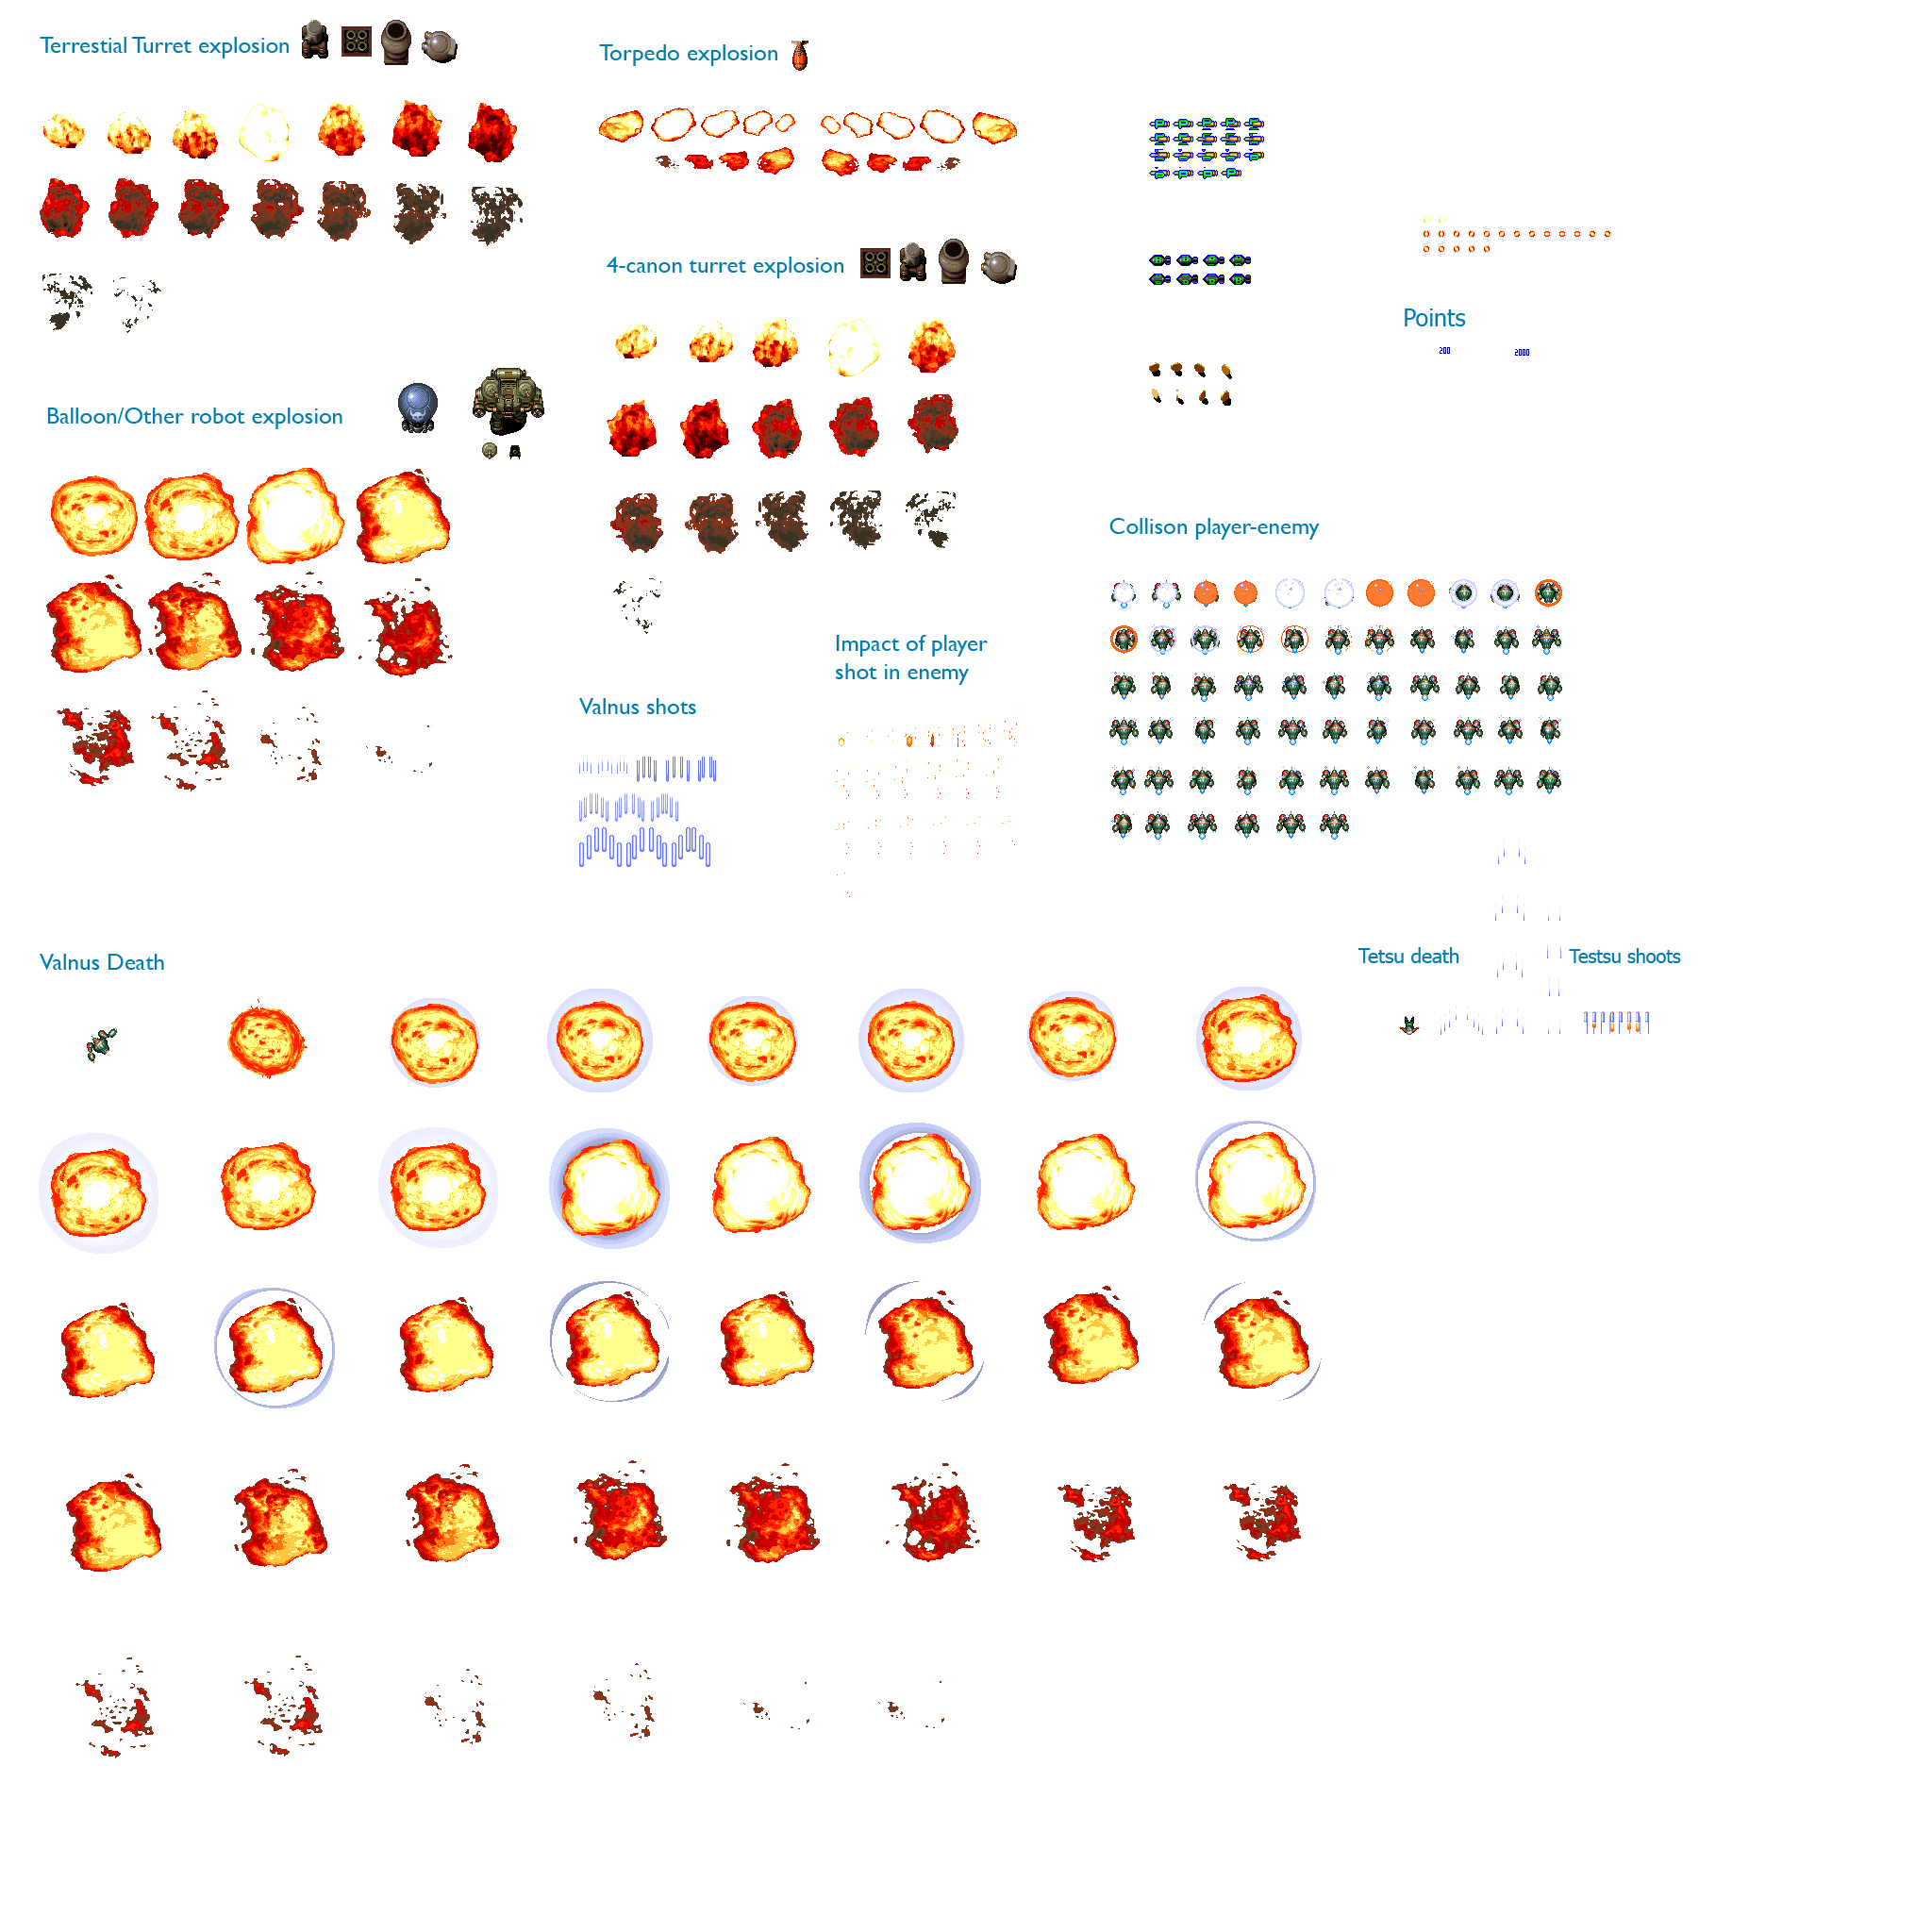 Terrestial Turret explosion
Torpedo explosion
4-canon turret explosion
Points
200
2000
Balloon/Other robot explosion
Collison player-enemy
Impact of player
shot in enemy
Valnus shots
Valnus Death
Tetsu death
Testsu shoots